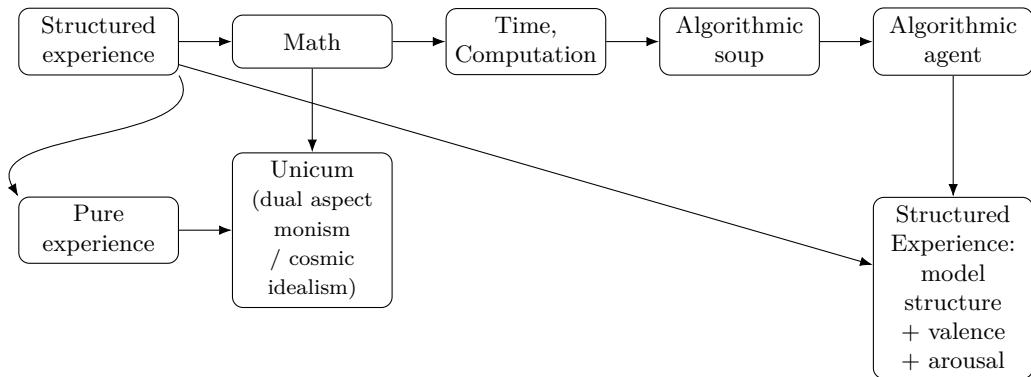 Structured
experience
Math
Time,
Computation
Algorithmic
soup
Algorithmic
agent
Pure
experience
Unicum
(dual aspect
monism
/ cosmic
idealism)
Structured
Experience:
model
structure
+ valence
+ arousal